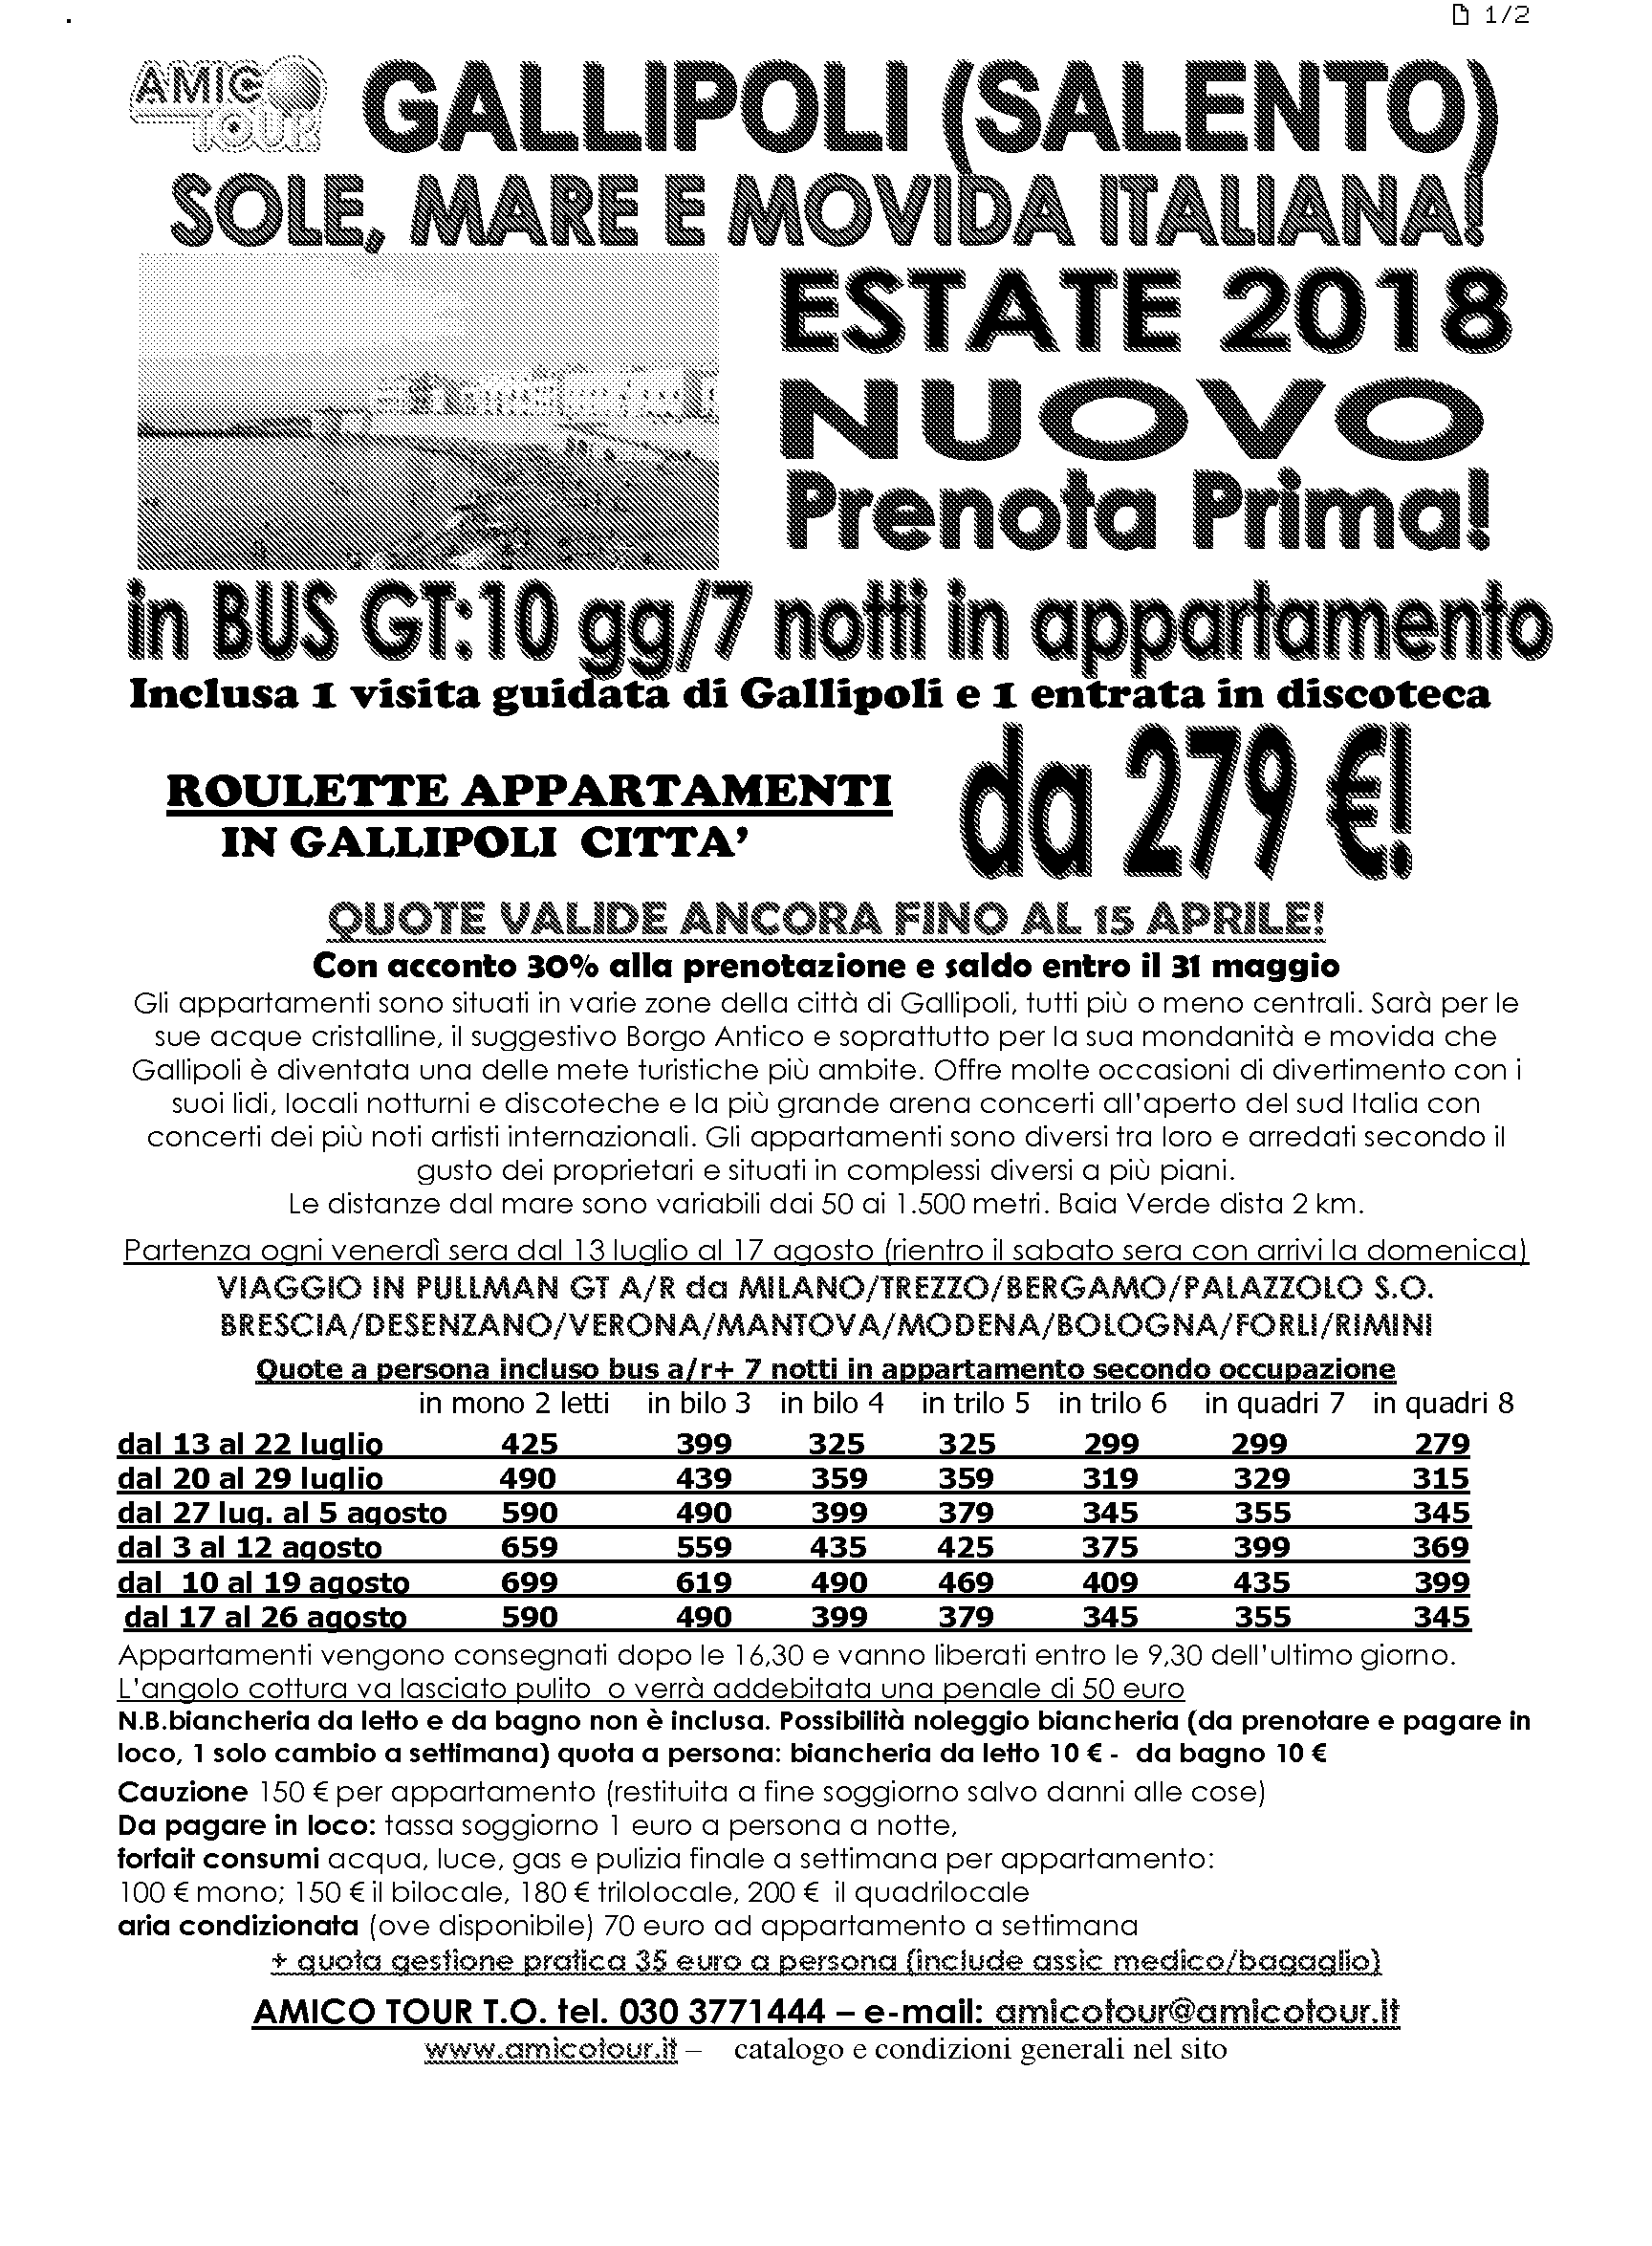 1/2
AMICO TOUR
GALLIPOLI (SALENTO)
SOLE, MARE E MOVIDA ITALIANA!
ESTATE 2018
NUOVO
Prenota Prima!
in BUS GT:10 gg/7 notti in appartamento
Inclusa 1 visita guidata di Gallipoli e 1 entrata in discoteca
da 279 €!
ROULETTE APPARTAMENTI
IN GALLIPOLI CITTA'
QUOTE VALIDE ANCORA FINO AL 15 APRILE!
Con acconto 30% alla prenotazione e saldo entro il 31 maggio
Gli appartamenti sono situati in varie zone della città di Gallipoli, tutti più o meno centrali. Sarà per le
sue acque cristalline, il suggestivo Borgo Antico e soprattutto per la sua mondanità e movida che
Gallipoli è diventata una delle mete turistiche più ambite. Offre molte occasioni di divertimento con i
suoi lidi, locali notturni e discoteche e la più grande arena concerti all'aperto del sud Italia con
concerti dei più noti artisti internazionali. Gli appartamenti sono diversi tra loro e arredati secondo il
gusto dei proprietari e situati in complessi diversi a più piani.
Le distanze dal mare sono variabili dai 50 ai 1.500 metri. Baia Verde dista 2 km.
Partenza ogni venerdì sera dal 13 luglio al 17 agosto (rientro il sabato sera con arrivi la domenica)
VIAGGIO IN PULLMAN GT A/R da MILANO/TREZZO/BERGAMO/PALAZZOLO S.O.
BRESCIA/DESENZANO/VERONA/MANTOVA/MODENA/BOLOGNA/FORLI/RIMINI
Quote a persona incluso bus a/r+ 7 notti in appartamento secondo occupazione
in mono 2 letti in bilo 3 in bilo 4 in trilo 5 in trilo 6 in quadri 7 in quadri 8
dal 13 al 22 luglio 425 399 325 325 299 299 279
dal 20 al 29 luglio 490 439 359 359 319 329 315
dal 27 lug. al 5 agosto 590 490 399 379 345 355 345
dal 3 al 12 agosto 659 559 435 425 375 399 369
dal 10 al 19 agosto 699 619 490 469 409 435 399
dal 17 al 26 agosto 590 490 399 379 345 355 345
Appartamenti vengono consegnati dopo le 16,30 e vanno liberati entro le 9,30 dell'ultimo giorno.
L'angolo cottura va lasciato pulito o verrà addebitata una penale di 50 euro
N.B.biancheria da letto e da bagno non è inclusa. Possibilità noleggio biancheria (da prenotare e pagare in
loco, 1 solo cambio a settimana) quota a persona: biancheria da letto 10 € - da bagno 10 €
Cauzione 150 € per appartamento (restituita a fine soggiorno salvo danni alle cose)
Da pagare in loco: tassa soggiorno 1 euro a persona a notte,
forfait consumi acqua, luce, gas e pulizia finale a settimana per appartamento:
100 € mono; 150 € il bilocale, 180 € trilolocale, 200 € il quadrilocale
aria condizionata (ove disponibile) 70 euro ad appartamento a settimana
+ quota gestione pratica 35 euro a persona (include assic medico/bagaglio)
AMICO TOUR T.O. tel. 030 3771444 – e-mail: amicotour@amicotour.it
www.amicotour.it – catalogo e condizioni generali nel sito